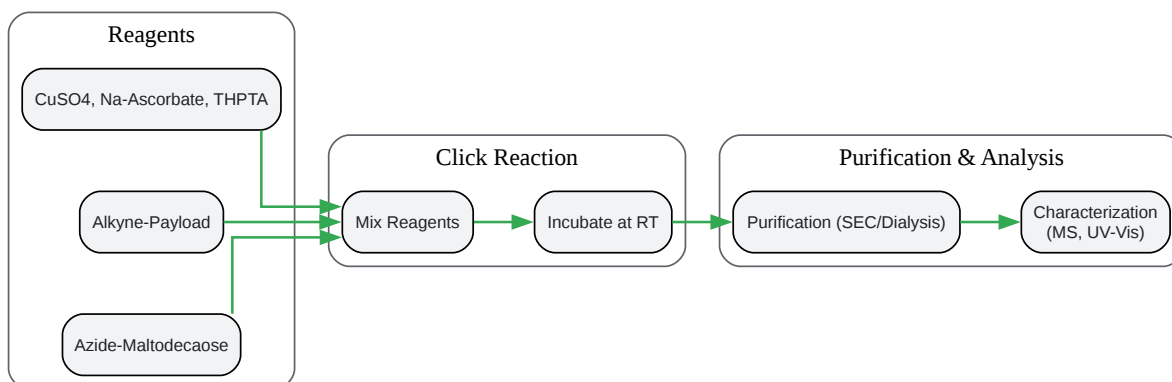 Reagents
CuSO4, Na-Ascorbate, THPTA
Alkyne-Payload
Azide-Maltodecaose
Click Reaction
Mix Reagents
Incubate at RT
Purification & Analysis
Purification (SEC/Dialysis)
Characterization
(MS, UV-Vis)